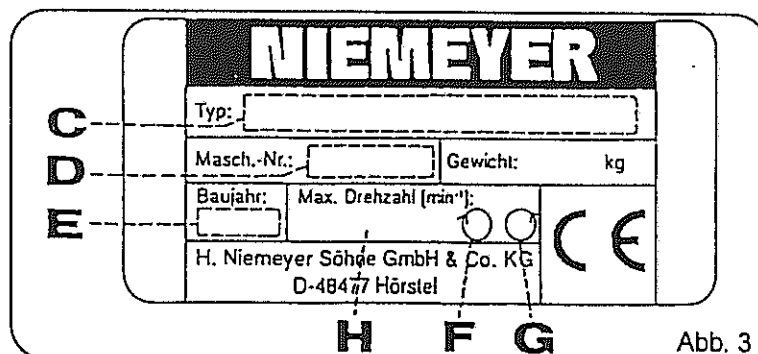 NIEMEYER
C Typ:
D Masch.-Nr.: Gewicht: kg
E Baujahr: Max. Drehzahl [min⁻¹]:
CE
H. Niemeyer Söhne GmbH & Co. KG
D-48477 Hörstel
H F G
Abb. 3